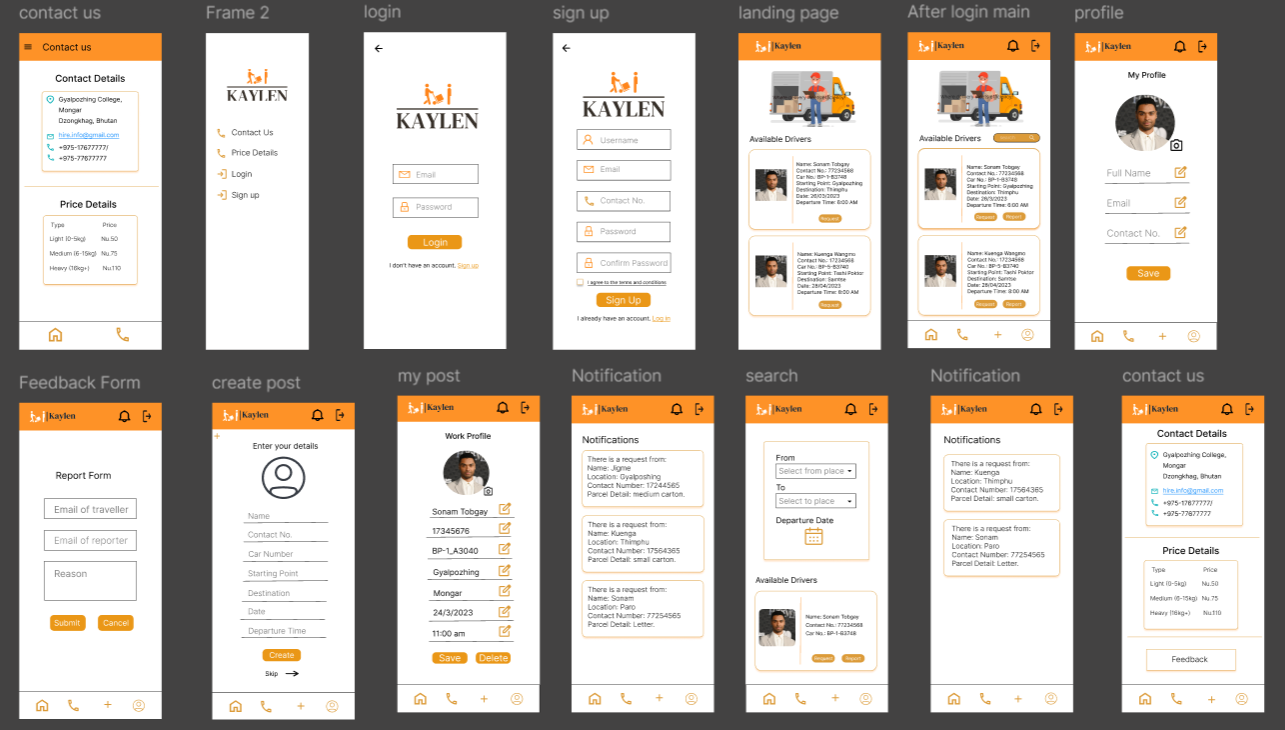 contact us
Contact us
Contact Details
Gyalpozhing College,
Mongar
Dzongkhag, Bhutan
hire.info@gmail.com
+975-17677777/
+975-77677777
Price Details
Type Price
Light (0-5kg) Nu.50
Medium (6-15kg) Nu.75
Heavy (16kg+) Nu.110
Frame 2
KAYLEN
Contact Us
Price Details
Login
Sign up
login
KAYLEN
Email
Password
Login
I don't have an account. Sign up
sign up
KAYLEN
Username
Email
Contact No.
Password
Confirm Password
I agree to the terms and conditions
Sign Up
I already have an account. Log in
landing page
Kaylen
Available Drivers
Name: Sonam Tobgay
Contact No.: 77234568
Car No.: BP-1-B3748
Starting Point: Gyalpozhing
Destination: Thimphu
Date: 26/03/2023
Departure Time: 8:00 AM
Request
Name: Kuenga Wangmo
Contact No.: 17234568
Car No.: BP-5-B3740
Starting Point: Tashi Poktor
Destination: Samtse
Date: 28/04/2023
Departure Time: 8:00 AM
Request
After login main
Kaylen
Available Drivers
Search
Name: Sonam Tobgay
Contact No.: 77234568
Car No.: BP-1-B3748
Starting Point: Gyalpozhing
Destination: Thimphu
Date: 26/3/2023
Departure Time: 6:00 AM
Request Report
Name: Kuenga Wangmo
Contact No.: 17234568
Car No.: BP-5-B3740
Starting Point: Tashi Poktor
Destination: Samtse
Date: 28/04/2023
Departure Time: 8:00 AM
Request Report
profile
Kaylen
My Profile
Full Name
Email
Contact No.
Save
Feedback Form
Kaylen
Report Form
Email of traveller
Email of reporter
Reason
Submit Cancel
create post
Kaylen
+
Enter your details
Name
Contact No.
Car Number
Starting Point
Destination
Date
Departure Time
Create
Skip
my post
Kaylen
Work Profile
Sonam Tobgay
17345676
BP-1_A3040
Gyalpozhing
Mongar
24/3/2023
11:00 am
Save Delete
Notification
Kaylen
Notifications
There is a request from:
Name: Jigme
Location: Gyalposhing
Contact Number: 17244565
Parcel Detail: medium carton.
There is a request from:
Name: Kuenga
Location: Thimphu
Contact Number: 17564365
Parcel Detail: small carton.
There is a request from:
Name: Sonam
Location: Paro
Contact Number: 77254565
Parcel Detail: Letter.
search
Kaylen
From
Select from place
To
Select to place
Departure Date
Available Drivers
Name: Sonam Tobgay
Contact No.: 77234568
Car No.: BP-1-B3748
Request Report
Notification
Kaylen
Notifications
There is a request from:
Name: Kuenga
Location: Thimphu
Contact Number: 17564365
Parcel Detail: small carton.
There is a request from:
Name: Sonam
Location: Paro
Contact Number: 77254565
Parcel Detail: Letter.
contact us
Kaylen
Contact Details
Gyalpozhing College,
Mongar
Dzongkhag, Bhutan
hire.info@gmail.com
+975-17677777/
+975-77677777
Price Details
Type Price
Light (0-5kg) Nu.50
Medium (6-15kg) Nu.75
Heavy (16kg+) Nu.110
Feedback